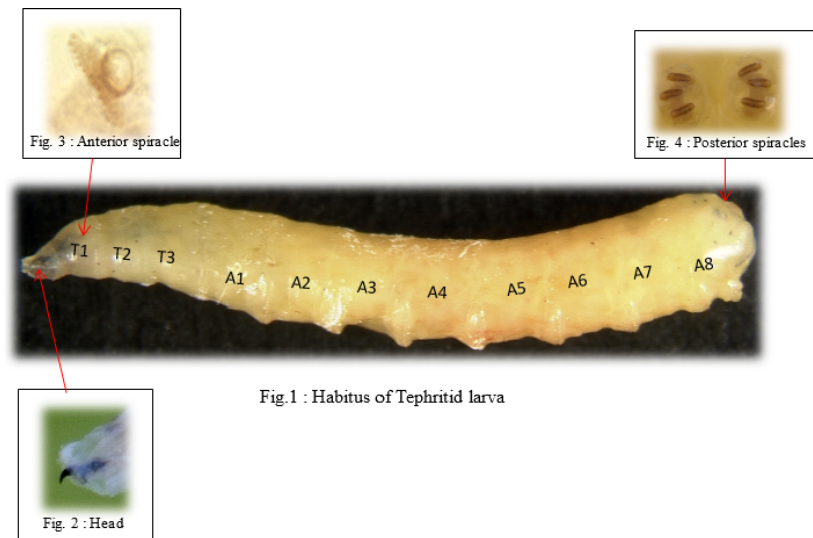 Fig. 3 : Anterior spiracle
Fig. 4 : Posterior spiracles
T1 T2 T3 A1 A2 A3 A4 A5 A6 A7 A8
Fig.1 : Habitus of Tephritid larva
Fig. 2 : Head